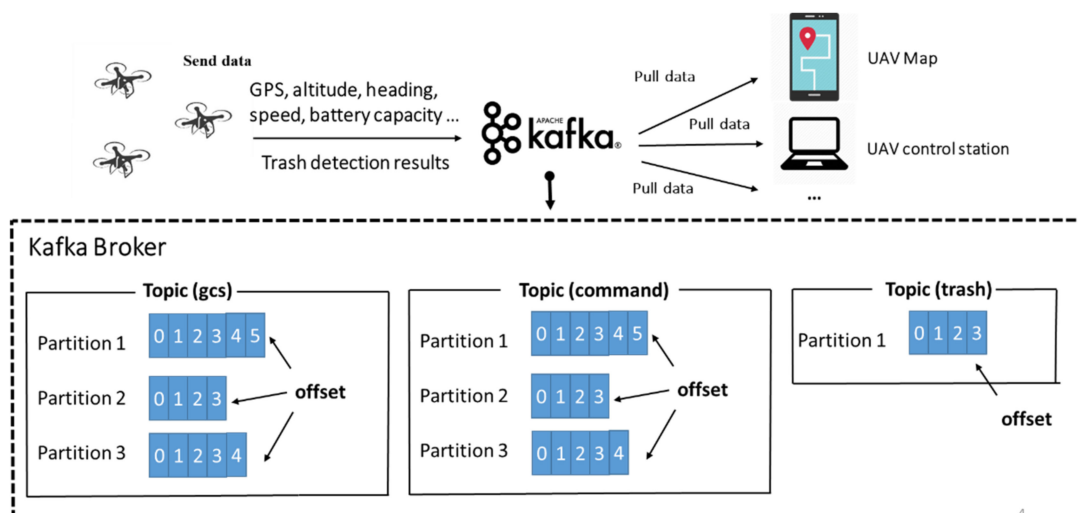 Send data
GPS, altitude, heading,
speed, battery capacity ...
Trash detection results
APACHE
kafka®
Pull data
Pull data
Pull data
UAV Map
UAV control station
...
Kafka Broker
Topic (gcs)
Partition 1
0 1 2 3 4 5
Partition 2
0 1 2 3
Partition 3
0 1 2 3 4
offset
Topic (command)
Partition 1
0 1 2 3 4 5
Partition 2
0 1 2 3
Partition 3
0 1 2 3 4
offset
Topic (trash)
Partition 1
0 1 2 3
offset